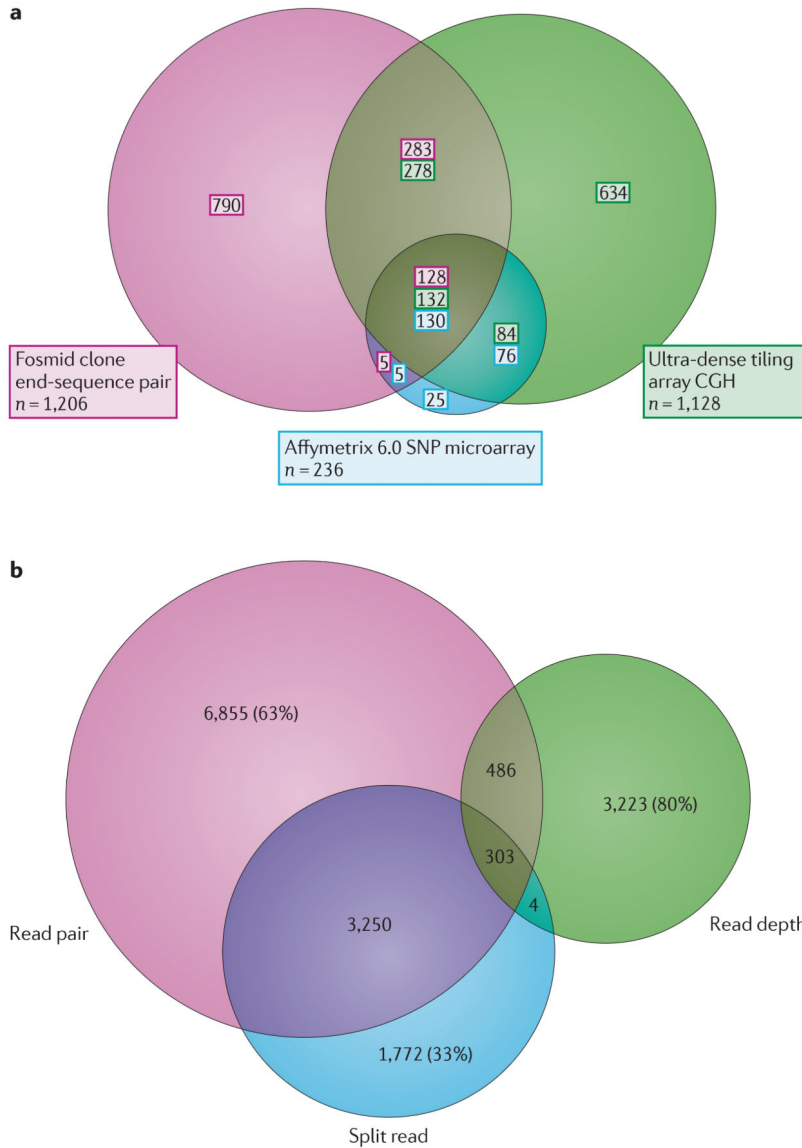 a
283
278
790
634
128
132
130
84
76
5
5
25
Fosmid clone
end-sequence pair
n = 1,206
Ultra-dense tiling
array CGH
n = 1,128
Affymetrix 6.0 SNP microarray
n = 236
b
6,855 (63%)
486
3,223 (80%)
303
4
3,250
Read pair
Read depth
1,772 (33%)
Split read